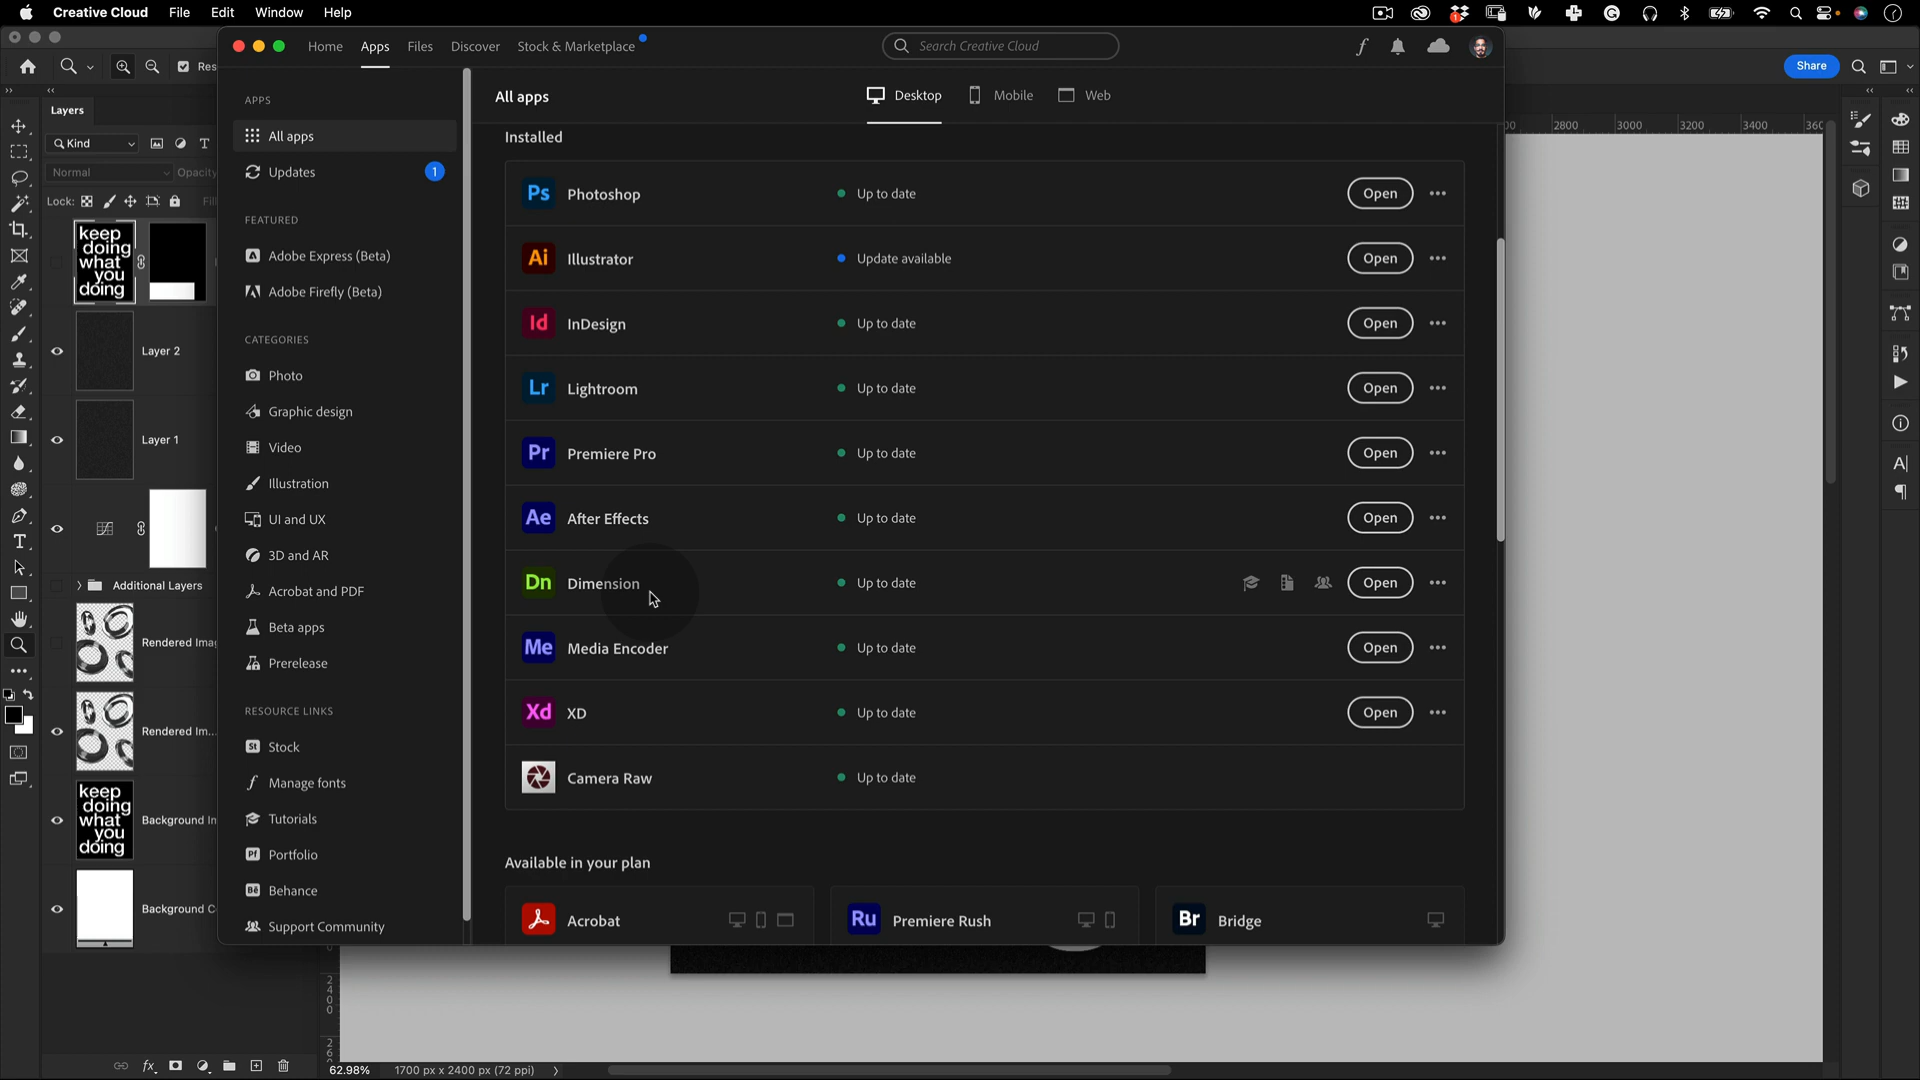 Creative Cloud File Edit Window Help
Home Apps Files Discover Stock & Marketplace
Search Creative Cloud
Res
Share
Layers
Kind
Normal Opacity
Lock: Fil
keep
doing
what
you
doing
Layer 2
Layer 1
Additional Layers
Rendered Imag
Rendered Im...
keep
doing
what
you
doing
Background In
Background C
APPS
All apps
Updates 1
FEATURED
Adobe Express (Beta)
Adobe Firefly (Beta)
CATEGORIES
Photo
Graphic design
Video
Illustration
UI and UX
3D and AR
Acrobat and PDF
Beta apps
Prerelease
RESOURCE LINKS
St Stock
Manage fonts
Tutorials
Pf Portfolio
Bē Behance
Support Community
All apps
Desktop Mobile Web
Installed
Ps Photoshop Up to date Open
Ai Illustrator Update available Open
Id InDesign Up to date Open
Lr Lightroom Up to date Open
Pr Premiere Pro Up to date Open
Ae After Effects Up to date Open
Dn Dimension Up to date Open
Me Media Encoder Up to date Open
Xd XD Up to date Open
Camera Raw Up to date
Available in your plan
Acrobat
Ru Premiere Rush
Br Bridge
2800 3000 3200 3400 360
2400
26
62.98% 1700 px x 2400 px (72 ppi)